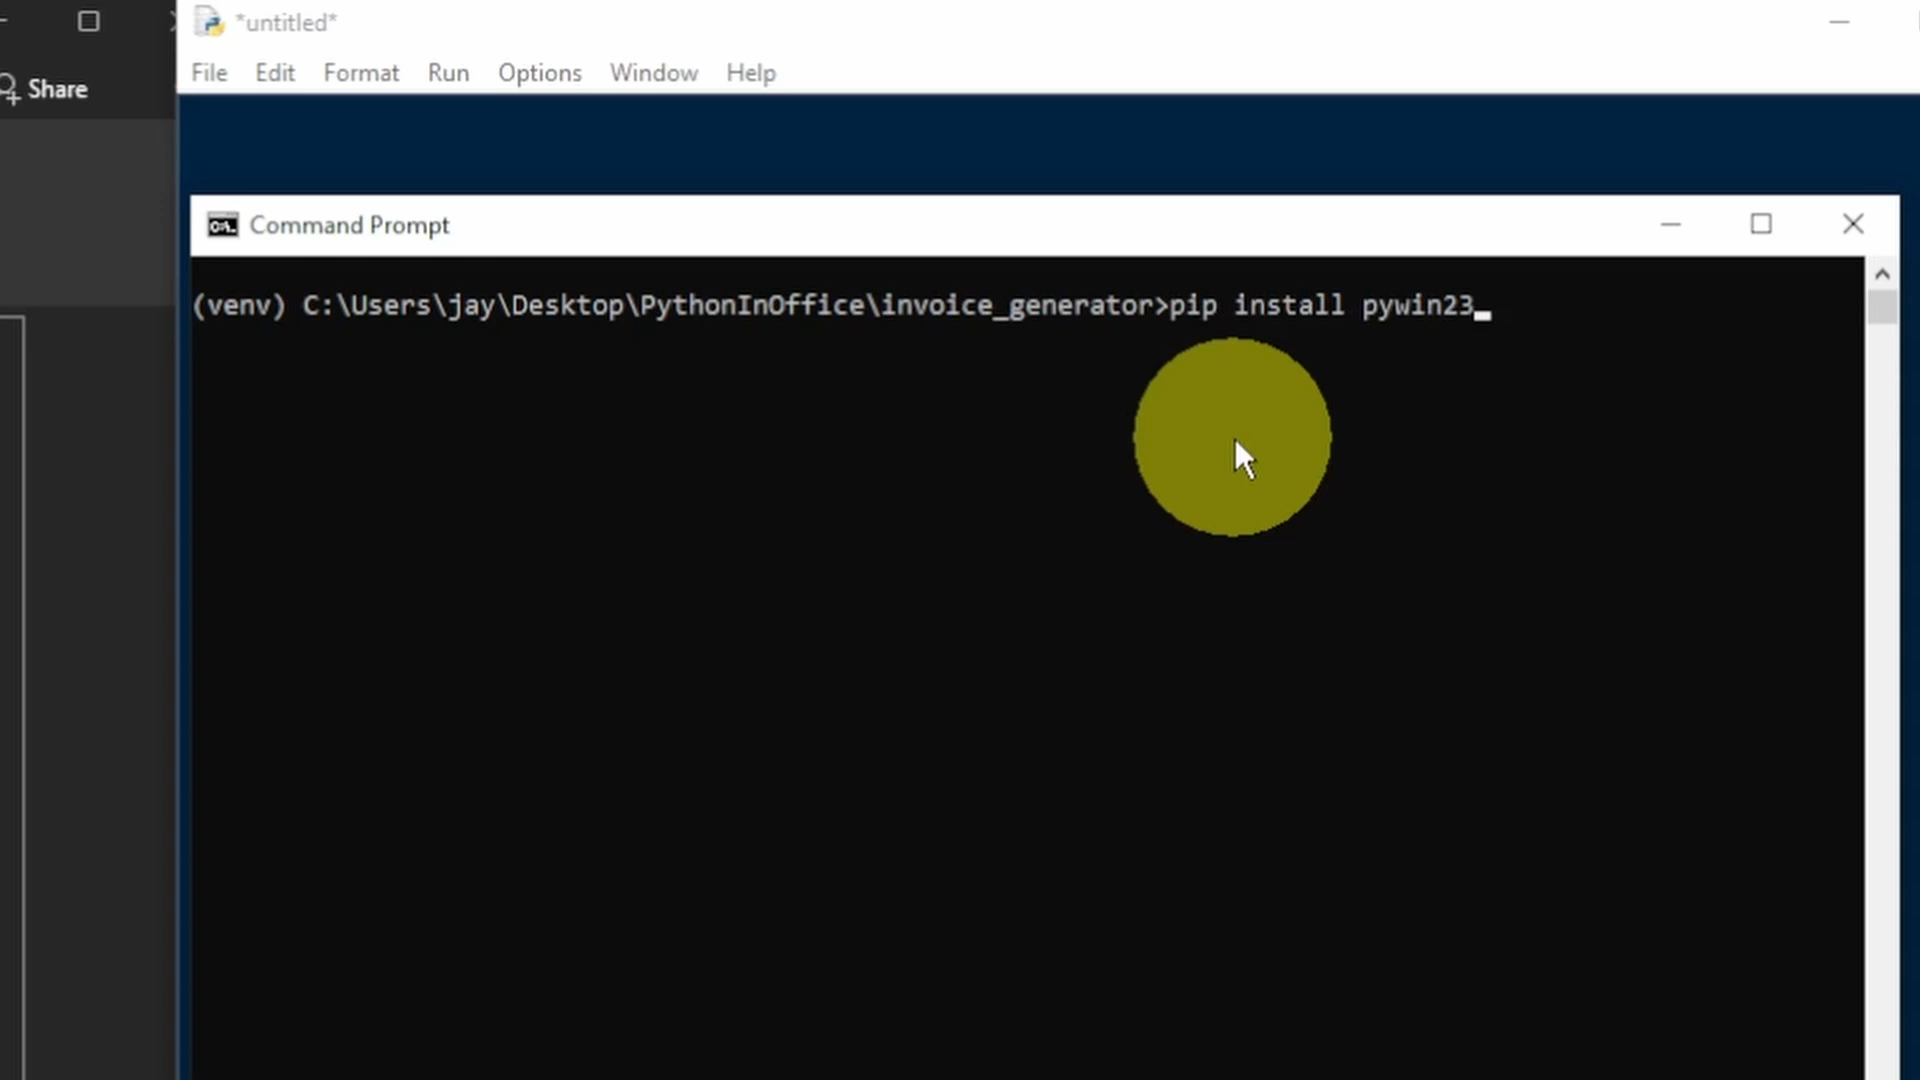 *untitled*
File Edit Format Run Options Window Help
Share
Command Prompt
(venv) C:\Users\jay\Desktop\PythonInOffice\invoice_generator>pip install pywin23_